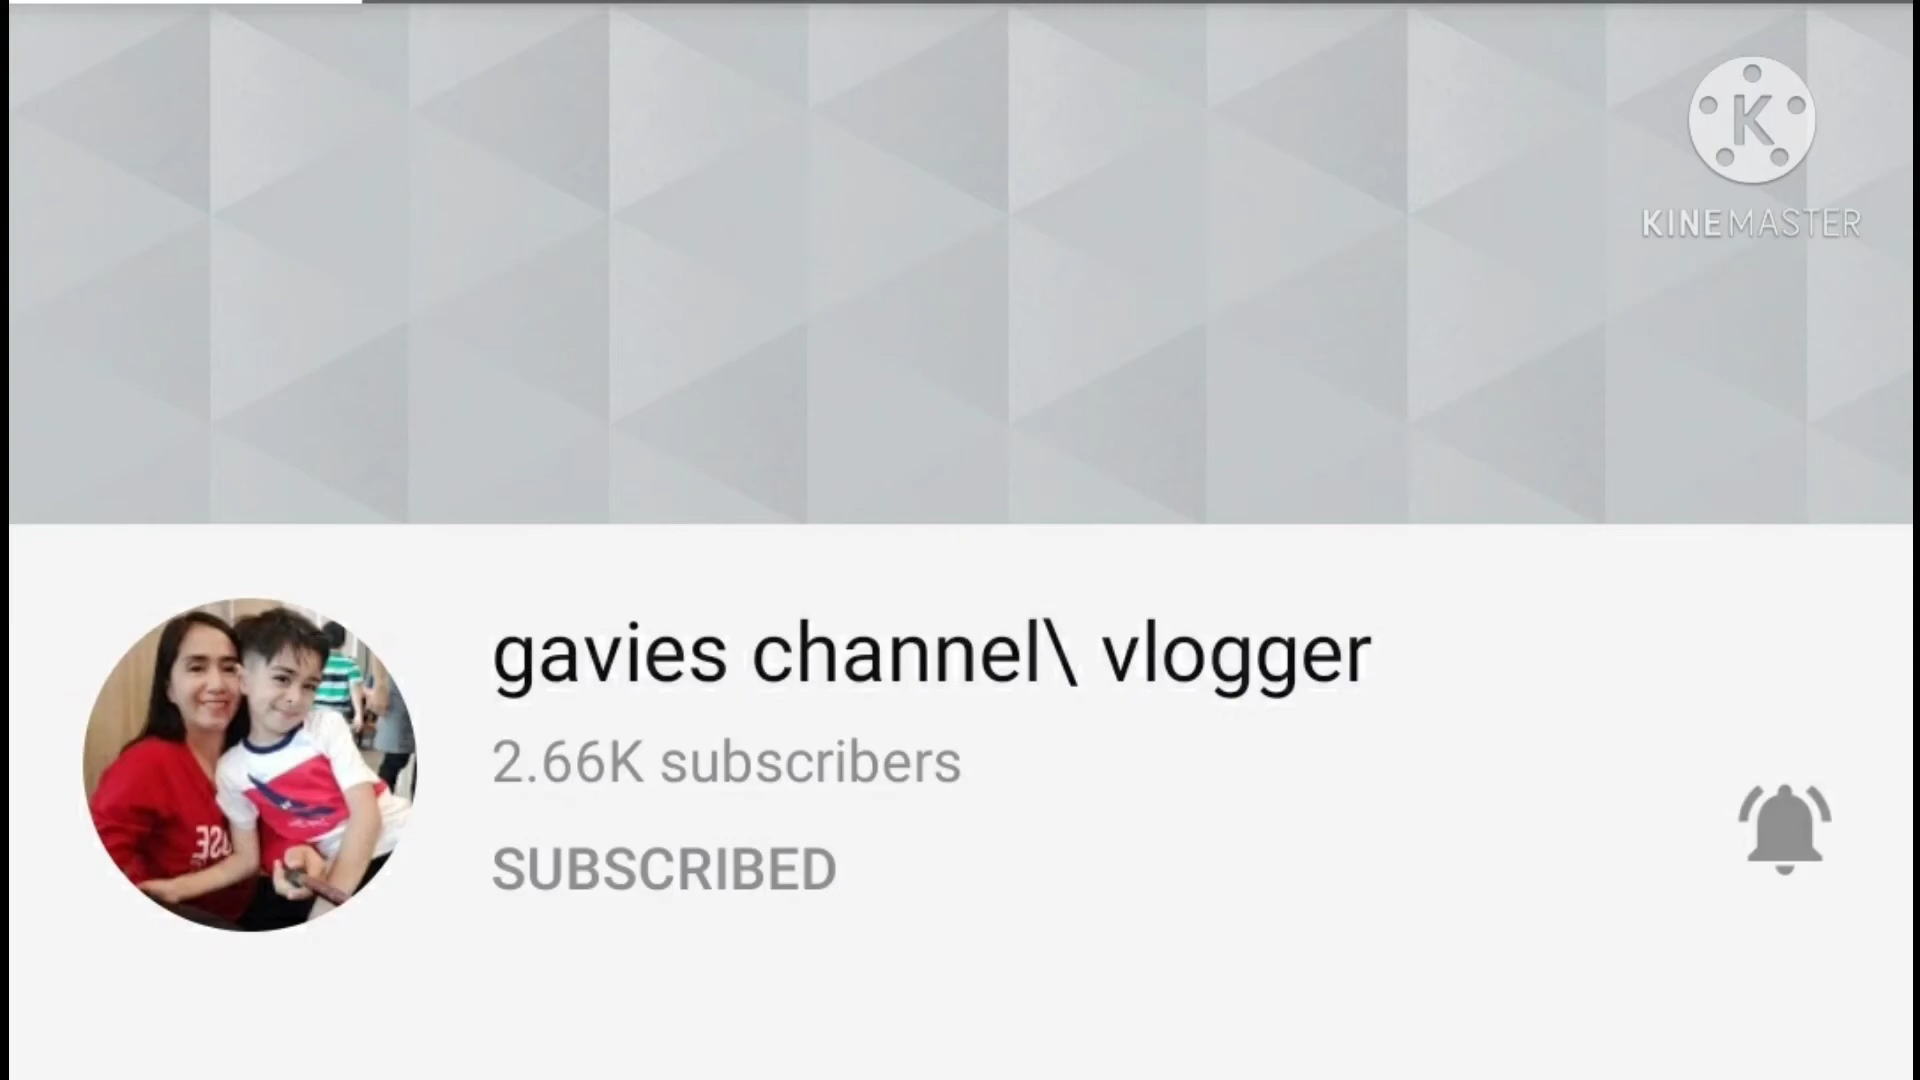 K
KINEMASTER
gavies channel\ vlogger
2.66K subscribers
SUBSCRIBED